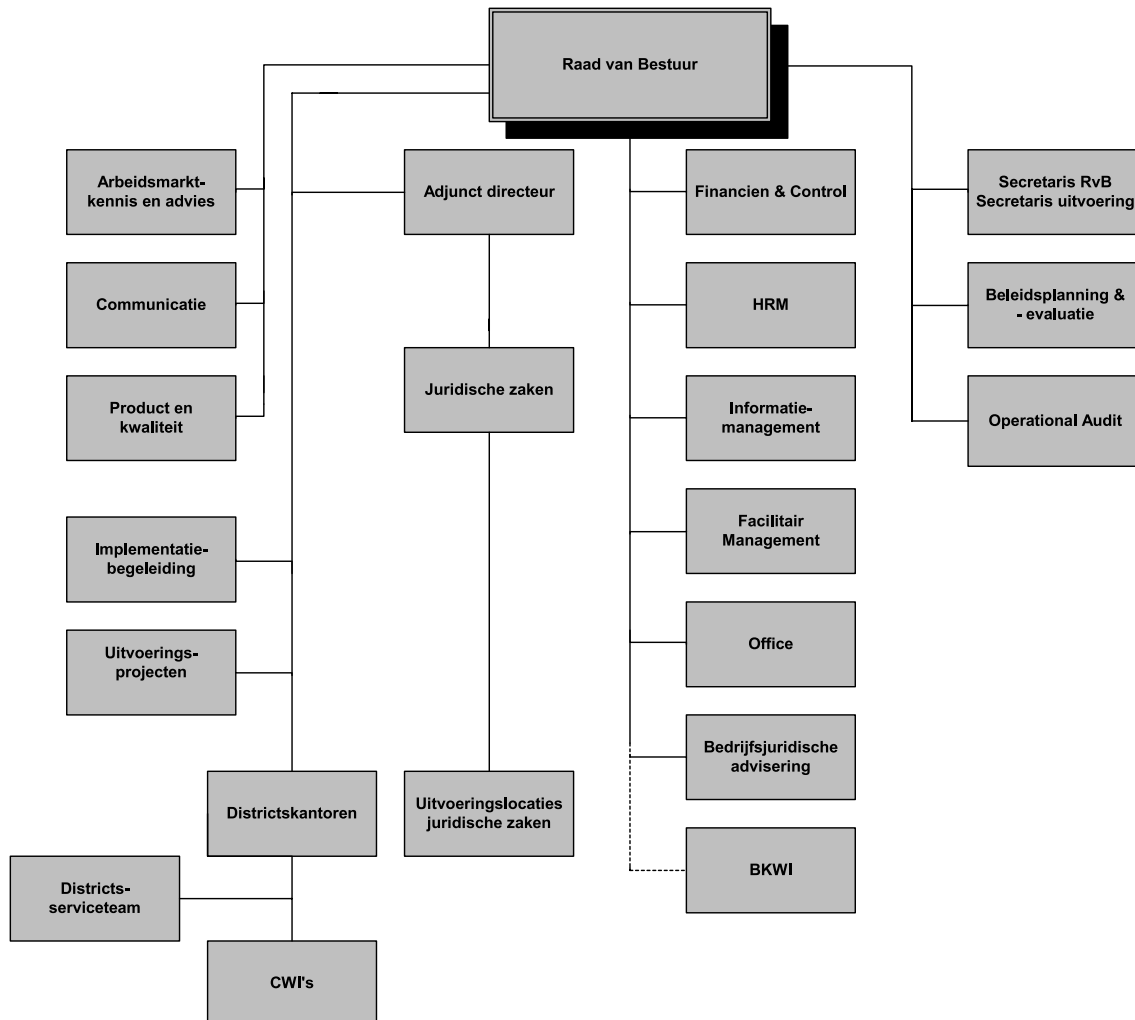 Raad van Bestuur
Arbeidsmarkt-
kennis en advies
Adjunct directeur
Financien & Control
Secretaris RvB
Secretaris uitvoering
Communicatie
HRM
Beleidsplanning &
- evaluatie
Product en
kwaliteit
Juridische zaken
Informatie-
management
Operational Audit
Implementatie-
begeleiding
Facilitair
Management
Uitvoerings-
projecten
Office
Districtskantoren
Uitvoeringslocaties
juridische zaken
Bedrijfsjuridische
advisering
Districts-
serviceteam
BKWI
CWI's